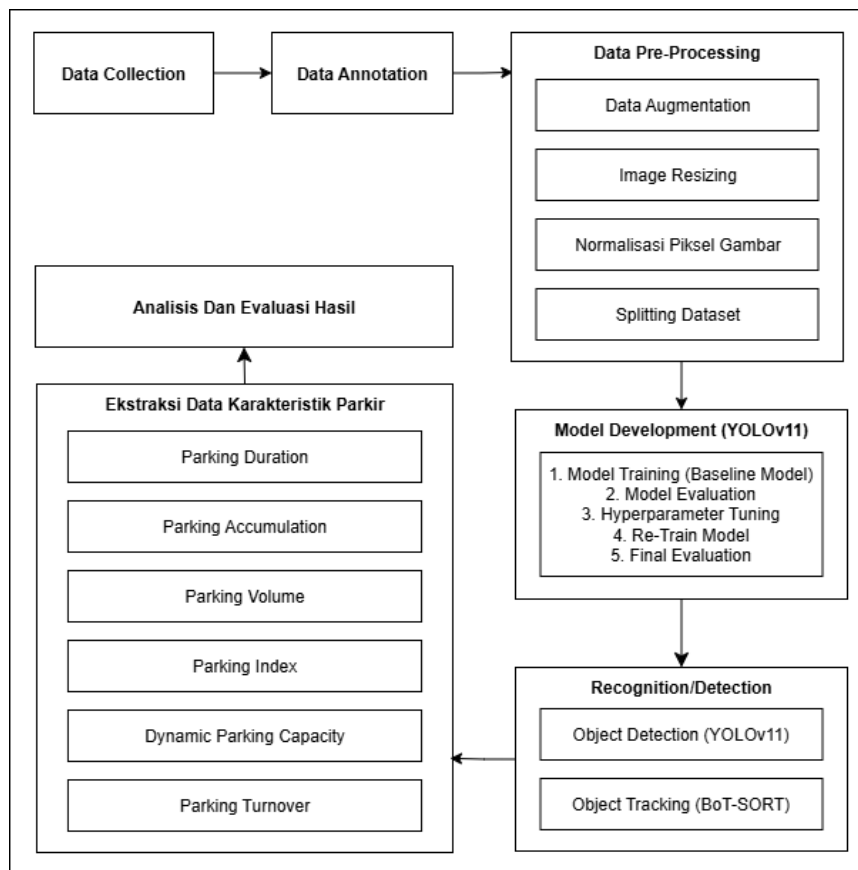 Data Collection
Data Annotation
Data Pre-Processing
Data Augmentation
Image Resizing
Normalisasi Piksel Gambar
Splitting Dataset
Model Development (YOLOv11)
1. Model Training (Baseline Model)
2. Model Evaluation
3. Hyperparameter Tuning
4. Re-Train Model
5. Final Evaluation
Recognition/Detection
Object Detection (YOLOv11)
Object Tracking (BoT-SORT)
Ekstraksi Data Karakteristik Parkir
Parking Duration
Parking Accumulation
Parking Volume
Parking Index
Dynamic Parking Capacity
Parking Turnover
Analisis Dan Evaluasi Hasil